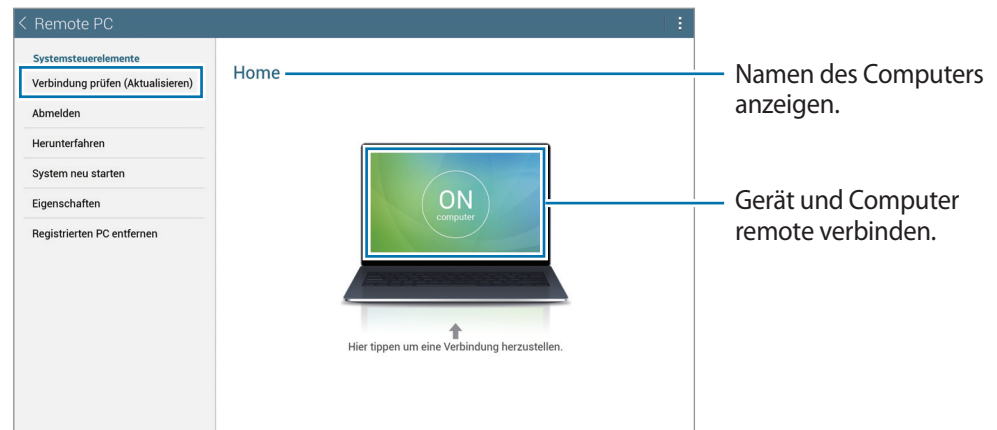 Remote PC
Systemsteuerelemente
Verbindung prüfen (Aktualisieren)
Abmelden
Herunterfahren
System neu starten
Eigenschaften
Registrierten PC entfernen
Home
ON
computer
Hier tippen um eine Verbindung herzustellen.
Namen des Computers
anzeigen.
Gerät und Computer
remote verbinden.